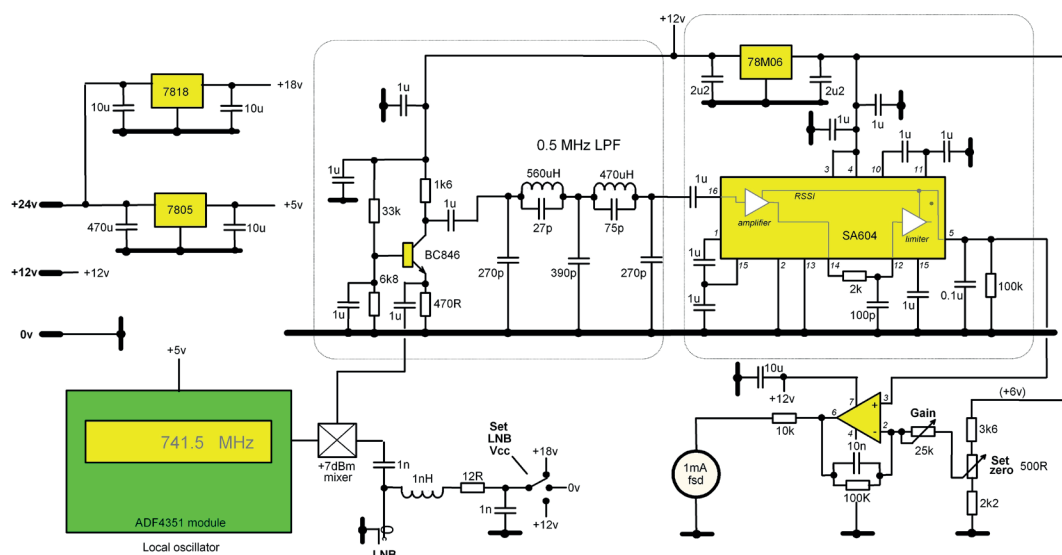 7818
+18v
10u
10u
+24v
7805
+5v
470u
10u
+12v
+12v
0v
+5v
741.5 MHz
ADF4351 module
Local oscillator
+7dBm
mixer
1n
1nH
12R
1n
Set
LNB
Vcc
+18v
0v
+12v
LNB
1u
1u
33k
1k6
1u
BC846
6k8
1u
1u
470R
0.5 MHz LPF
560uH
470uH
27p
75p
270p
390p
270p
+12v
78M06
2u2
2u2
1u
1u
1u
1u
3
4
10
11
1u
16
RSSI
amplifier
SA604
limiter
1
5
15
2
13
14
12
15
1u
1u
2k
100p
1u
0.1u
100k
10u
+12v
7
6
3
2
4
10n
100K
10k
1mA
fsd
Gain
25k
(+6v)
3k6
Set
zero
500R
2k2